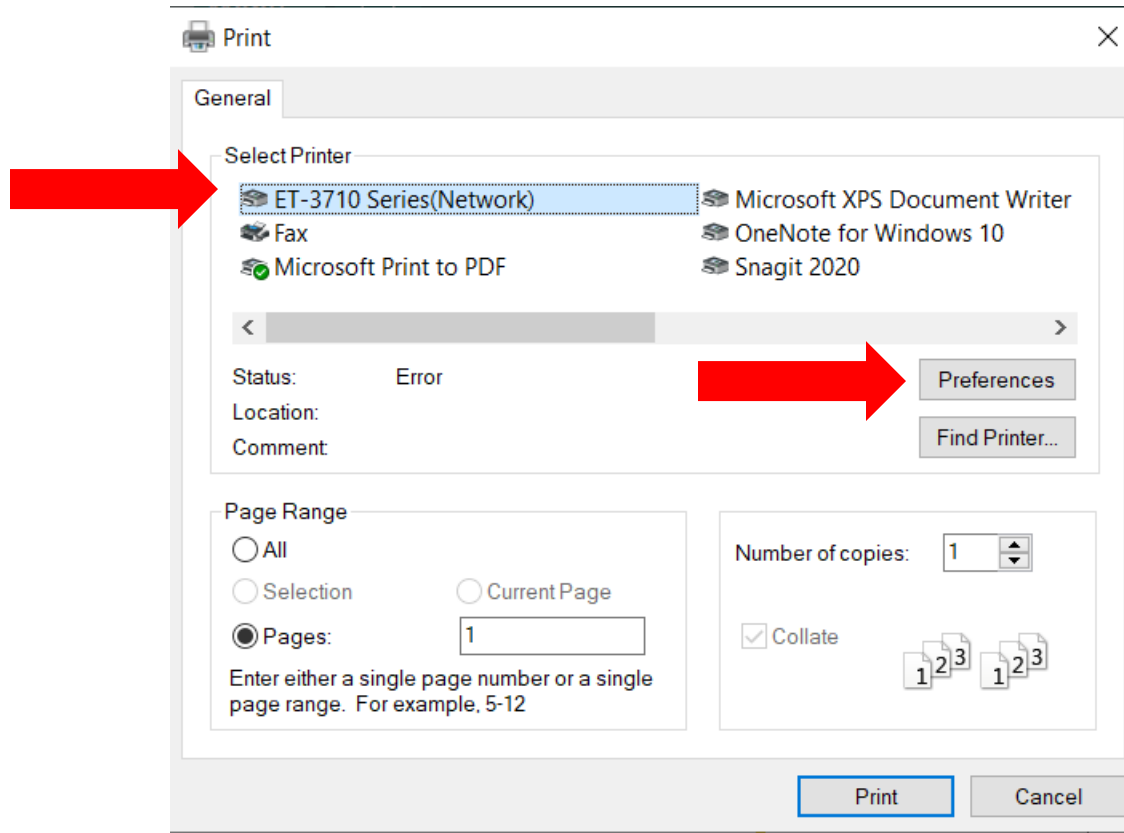 Print
General
Select Printer
ET-3710 Series(Network)
Microsoft XPS Document Writer
Fax
OneNote for Windows 10
Microsoft Print to PDF
Snagit 2020
Status: Error
Preferences
Location:
Comment:
Find Printer...
Page Range
All
Number of copies: 1
Selection
Current Page
Pages: 1
Collate
1 2 3 1 2 3
Enter either a single page number or a single
page range. For example, 5-12
Print
Cancel